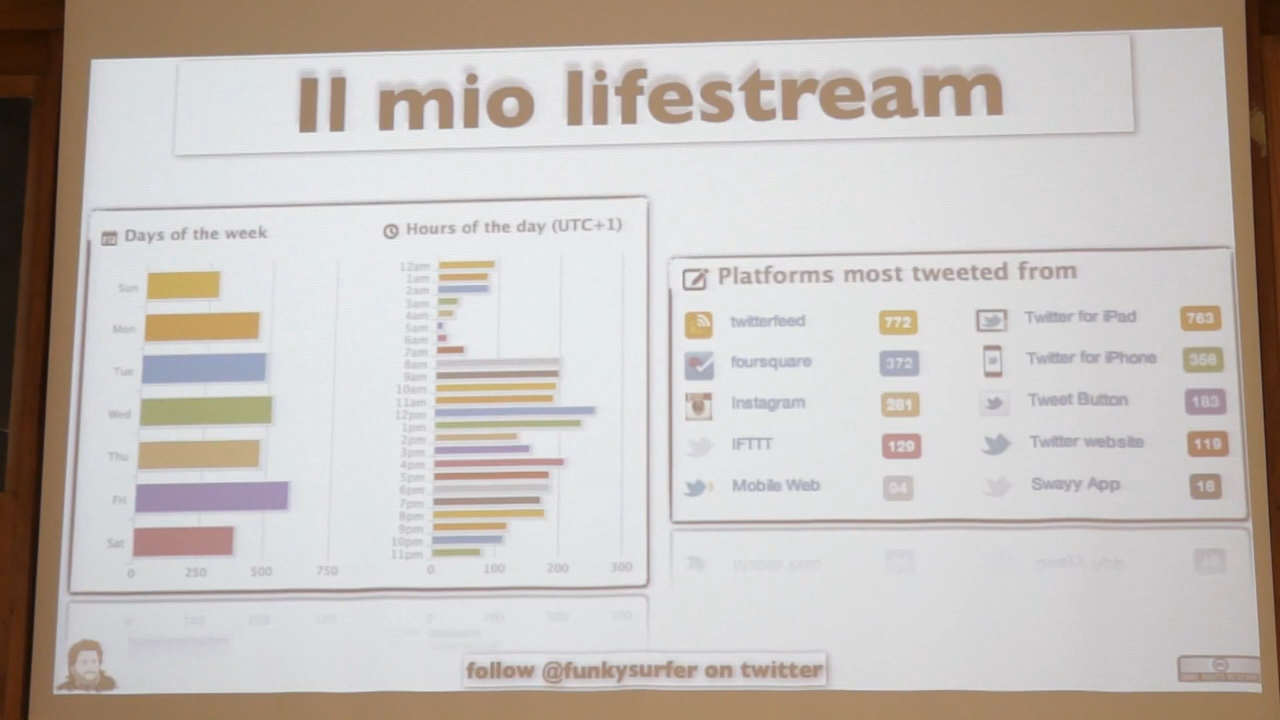 Il mio lifestream
Days of the week
Sun
Mon
Tue
Wed
Thu
Fri
Sat
0 250 500 750
Hours of the day (UTC+1)
12am
1am
2am
3am
4am
5am
6am
7am
8am
9am
10am
11am
12pm
1pm
2pm
3pm
4pm
5pm
6pm
7pm
8pm
9pm
10pm
11pm
0 100 200 300
Platforms most tweeted from
twitterfeed 772
foursquare 372
Instagram 281
IFTTT 129
Mobile Web 94
Twitter for iPad 763
Twitter for iPhone 356
Tweet Button 183
Twitter website 119
Swayy App 16
follow @funkysurfer on twitter